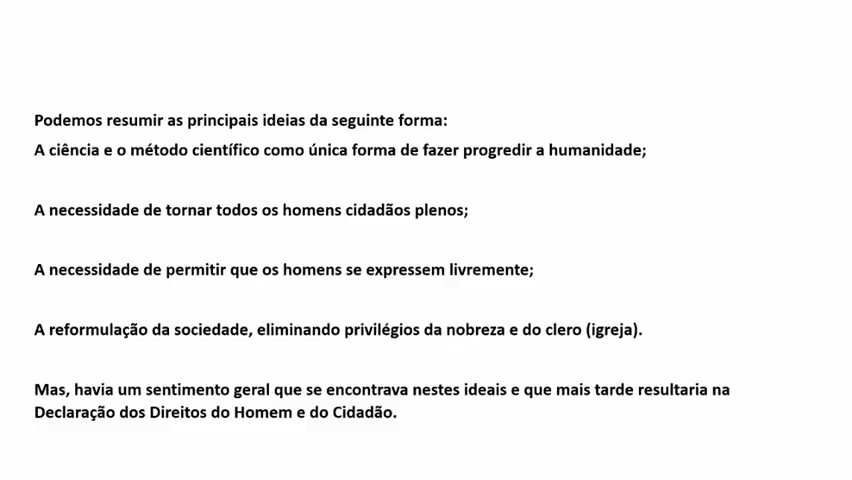 Podemos resumir as principais ideias da seguinte forma:
A ciência e o método científico como única forma de fazer progredir a humanidade;
A necessidade de tornar todos os homens cidadãos plenos;
A necessidade de permitir que os homens se expressem livremente;
A reformulação da sociedade, eliminando privilégios da nobreza e do clero (igreja).
Mas, havia um sentimento geral que se encontrava nestes ideais e que mais tarde resultaria na
Declaração dos Direitos do Homem e do Cidadão.